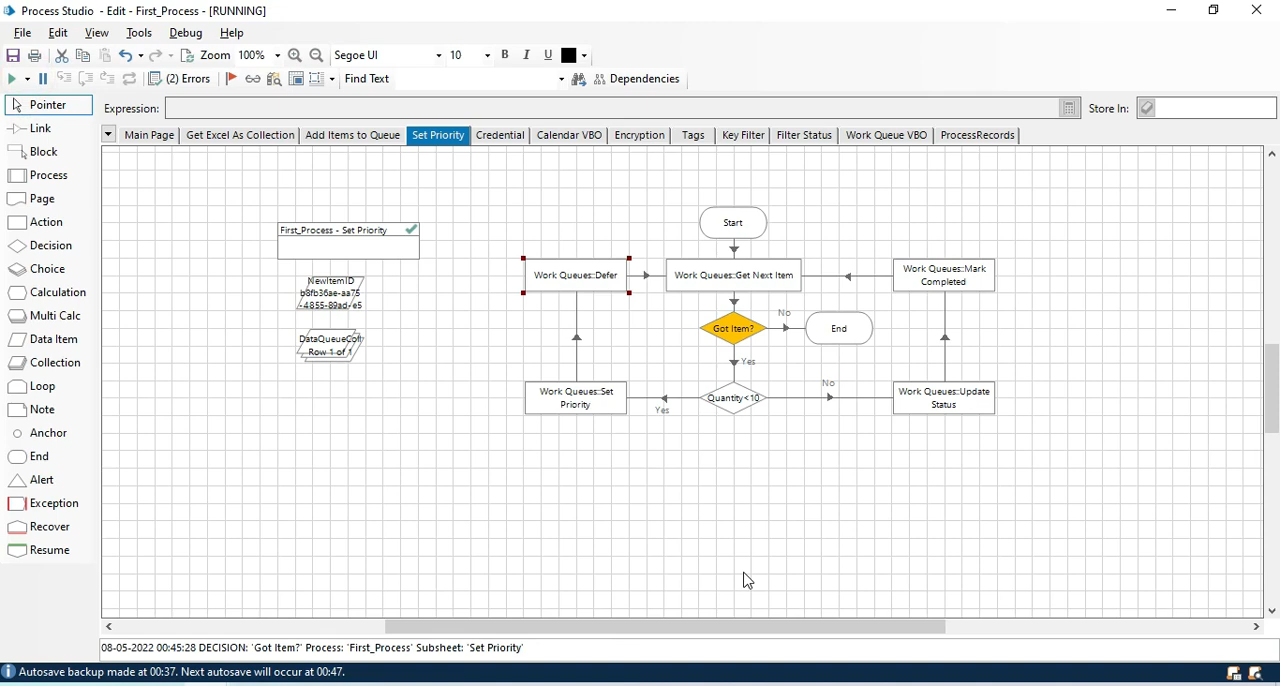 Process Studio - Edit - First_Process - [RUNNING]
File Edit View Tools Debug Help
Zoom 100% Segoe UI 10 B I U
(2) Errors Find Text Dependencies
Pointer
Expression: Store In:
Link
Main Page Get Excel As Collection Add Items to Queue Set Priority Credential Calendar VBO Encryption Tags Key Filter Filter Status Work Queue VBO ProcessRecords
Block
Process
Page
Action
Decision
Choice
Calculation
Multi Calc
Data Item
Collection
Loop
Note
Anchor
End
Alert
Exception
Recover
Resume
First_Process - Set Priority
NewItemID
b8fb36ae-aa75
-4855-89ad-e5
Row 1 of 1
Start
Work Queues::Defer
Work Queues::Get Next Item
Work Queues::Mark
Completed
Got Item?
No
End
Yes
Work Queues::Set
Priority
Yes
Quantity<10
No
Work Queues::Update
Status
08-05-2022 00:45:28 DECISION: 'Got Item?' Process: 'First_Process' Subsheet: 'Set Priority'
Autosave backup made at 00:37. Next autosave will occur at 00:47.